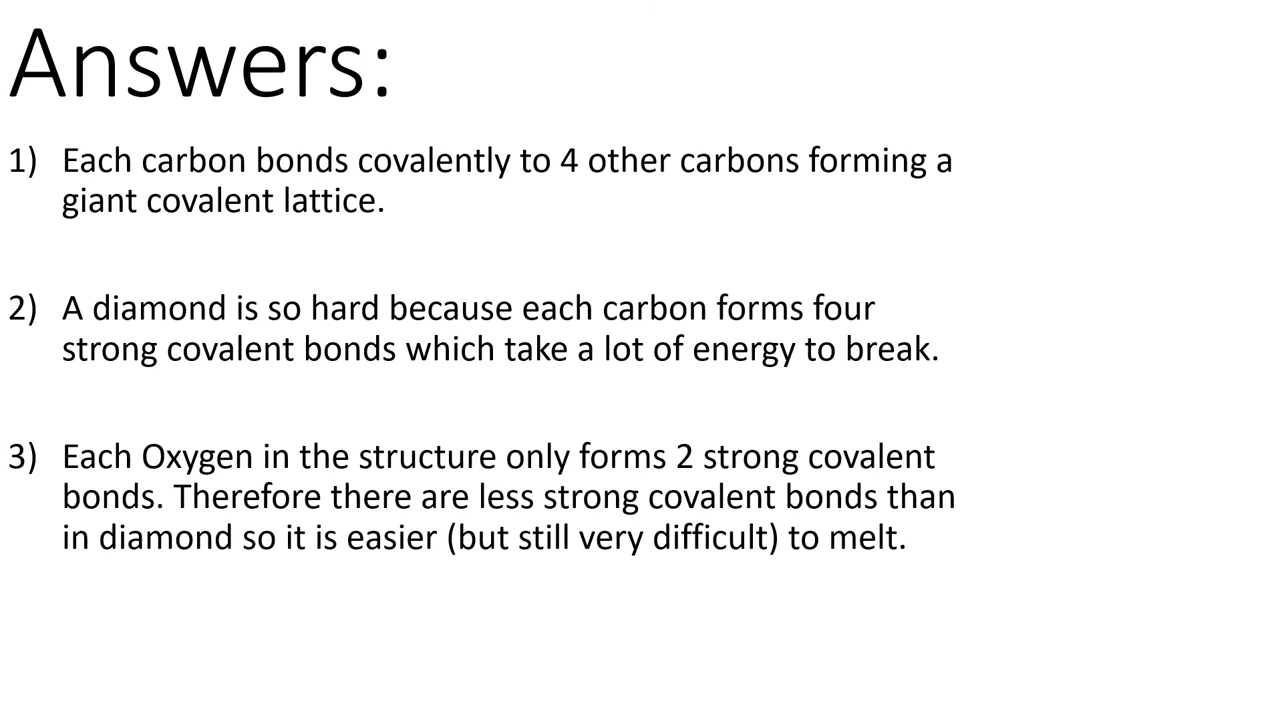 Answers:
1) Each carbon bonds covalently to 4 other carbons forming a
giant covalent lattice.
2) A diamond is so hard because each carbon forms four
strong covalent bonds which take a lot of energy to break.
3) Each Oxygen in the structure only forms 2 strong covalent
bonds. Therefore there are less strong covalent bonds than
in diamond so it is easier (but still very difficult) to melt.